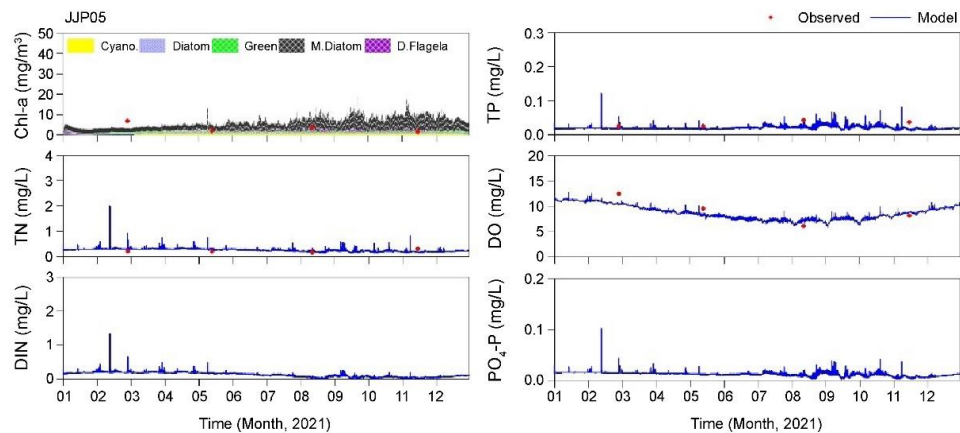 JJP05
Observed Model
Cyano. Diatom Green M.Diatom D.Flagela
Chl-a (mg/m³)
50
40
30
20
10
0
TP (mg/L)
0.3
0.2
0.1
0.0
TN (mg/L)
4
3
2
1
0
DO (mg/L)
20
15
10
5
0
DIN (mg/L)
3
2
1
0
01 02 03 04 05 06 07 08 09 10 11 12
Time (Month, 2021)
PO₄-P (mg/L)
0.2
0.1
0.0
01 02 03 04 05 06 07 08 09 10 11 12
Time (Month, 2021)